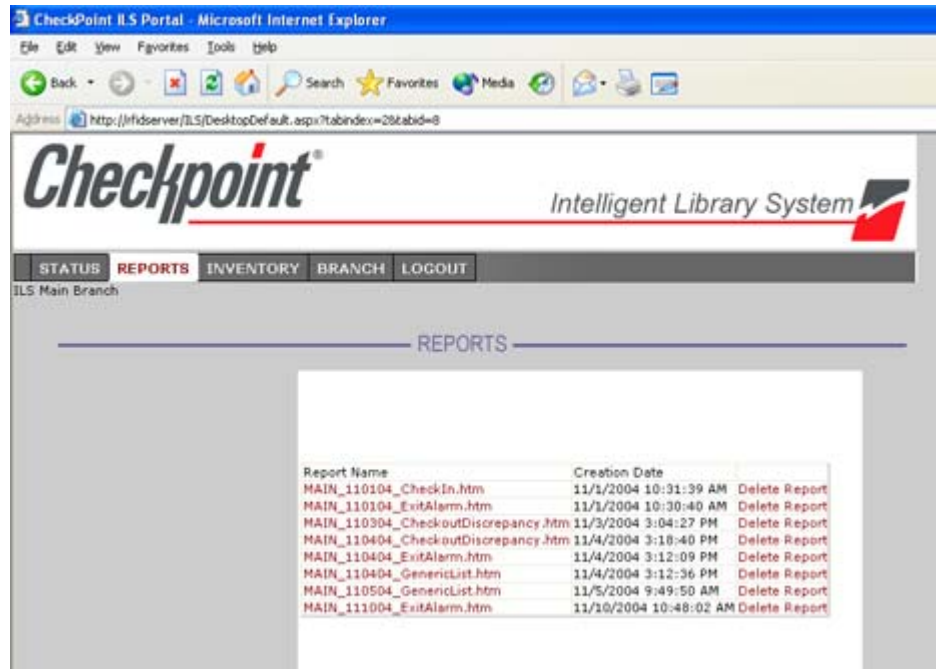 CheckPoint ILS Portal - Microsoft Internet Explorer
File Edit View Favorites Tools Help
Back Search Favorites Media
Address http://rfidserver/ILS/DesktopDefault.aspx?tabindex=2&tabid=8
Checkpoint®
Intelligent Library System
STATUS REPORTS INVENTORY BRANCH LOGOUT
ILS Main Branch
REPORTS
Report Name Creation Date
MAIN_110104_CheckIn.htm 11/1/2004 10:31:39 AM Delete Report
MAIN_110104_ExitAlarm.htm 11/1/2004 10:30:40 AM Delete Report
MAIN_110304_CheckoutDiscrepancy.htm 11/3/2004 3:04:27 PM Delete Report
MAIN_110404_CheckoutDiscrepancy.htm 11/4/2004 3:18:40 PM Delete Report
MAIN_110404_ExitAlarm.htm 11/4/2004 3:12:09 PM Delete Report
MAIN_110404_GenericList.htm 11/4/2004 3:12:36 PM Delete Report
MAIN_110504_GenericList.htm 11/5/2004 9:49:50 AM Delete Report
MAIN_111004_ExitAlarm.htm 11/10/2004 10:48:02 AM Delete Report